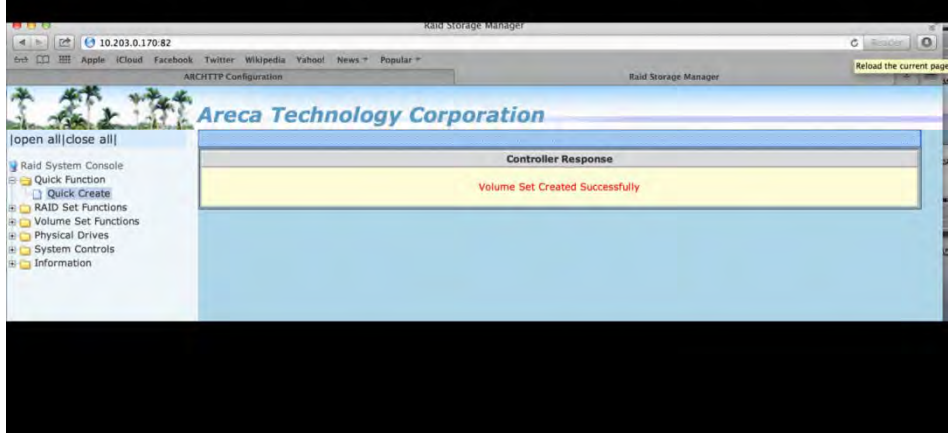 Raid Storage Manager
10.203.0.170:82
Reader
Apple iCloud Facebook Twitter Wikipedia Yahoo! News Popular
Reload the current page
ARCHTTP Configuration
Raid Storage Manager
Areca Technology Corporation
|open all|close all|
Raid System Console
Quick Function
Quick Create
RAID Set Functions
Volume Set Functions
Physical Drives
System Controls
Information
Controller Response
Volume Set Created Successfully